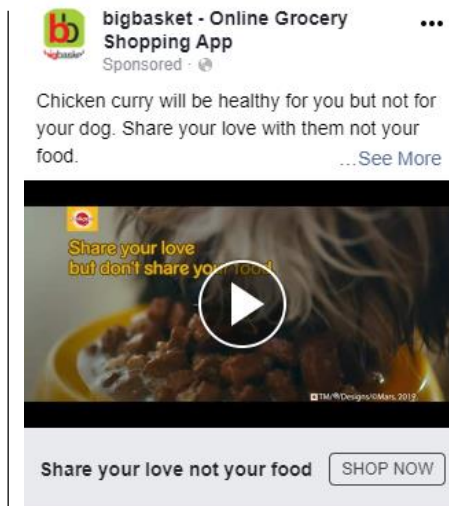 bb
bigbasket
bigbasket - Online Grocery
Shopping App
Sponsored ·
Chicken curry will be healthy for you but not for
your dog. Share your love with them not your
food.
...See More
Share your love
but don't share your food
TM/®/Designs/©Mars, 2019
Share your love not your food
SHOP NOW